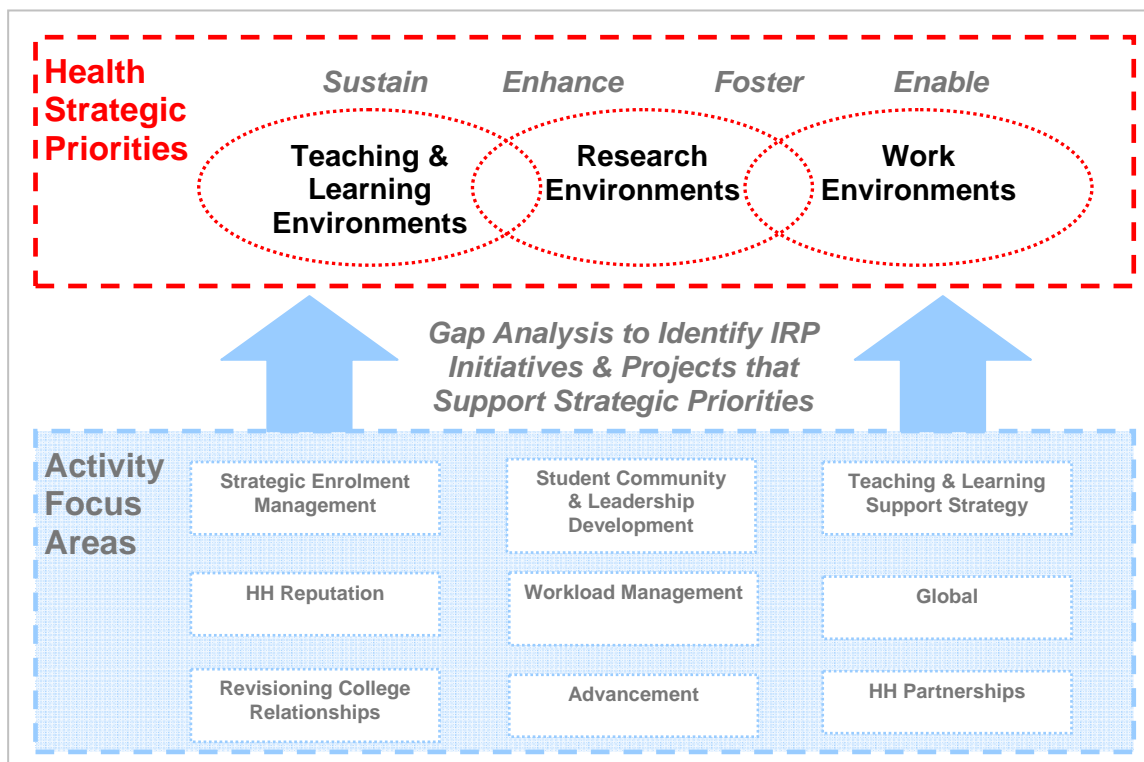 Health
Strategic
Priorities
Sustain Enhance Foster Enable
Teaching &
Learning
Environments
Research
Environments
Work
Environments
Gap Analysis to Identify IRP
Initiatives & Projects that
Support Strategic Priorities
Activity
Focus
Areas
Strategic Enrolment
Management
Student Community
& Leadership
Development
Teaching & Learning
Support Strategy
HH Reputation
Workload Management
Global
Revisioning College
Relationships
Advancement
HH Partnerships